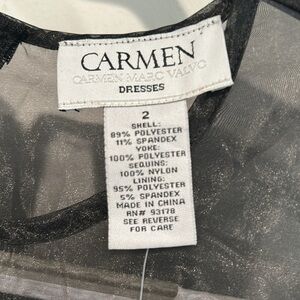 CARMEN
CARMEN MARC VALVO
DRESSES
2
SHELL:
89% POLYESTER
11% SPANDEX
YOKE:
100% POLYESTER
SEQUINS:
100% NYLON
LINING:
95% POLYESTER
5% SPANDEX
MADE IN CHINA
RN# 93178
SEE REVERSE
FOR CARE